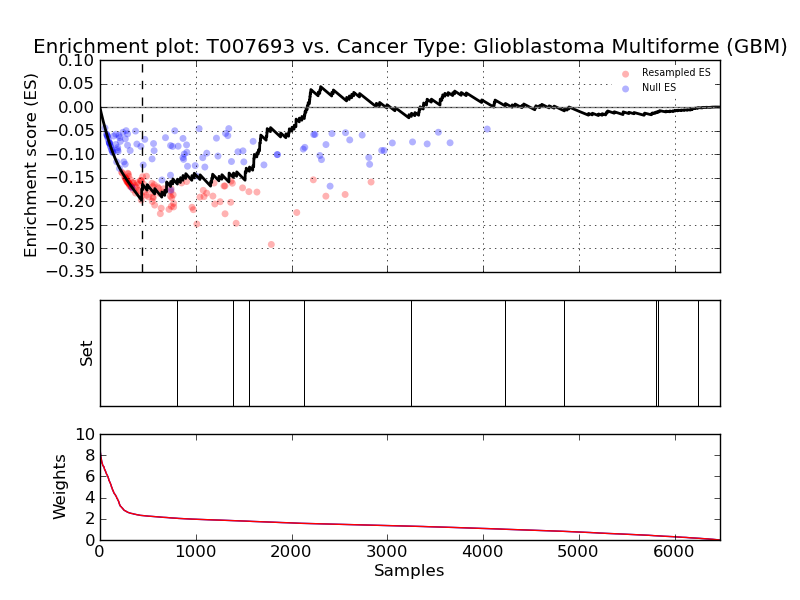 Enrichment plot: T007693 vs. Cancer Type: Glioblastoma Multiforme (GBM)
Enrichment score (ES)
0.10
0.05
0.00
−0.05
−0.10
−0.15
−0.20
−0.25
−0.30
−0.35
Resampled ES
Null ES
Set
Weights
10
8
6
4
2
0
0 1000 2000 3000 4000 5000 6000
Samples